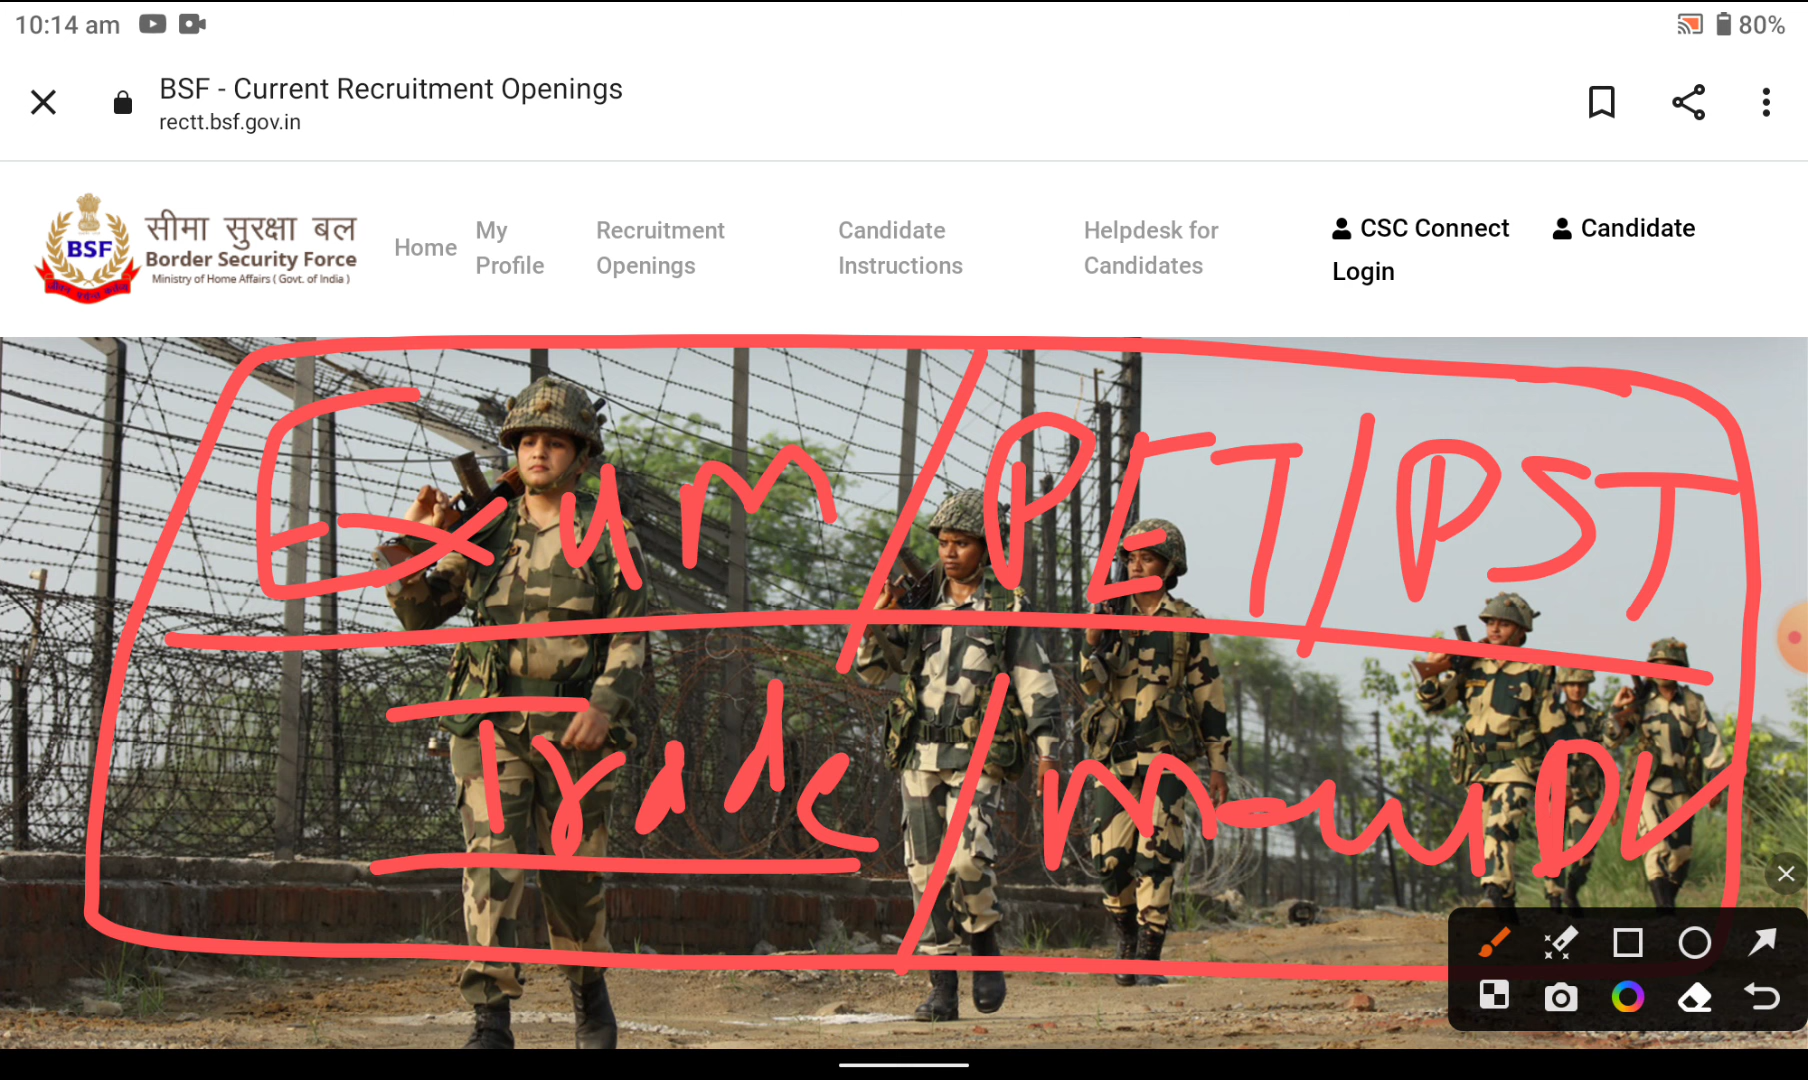 10:14 am
80%
BSF - Current Recruitment Openings
rectt.bsf.gov.in
BSF
सीमा सुरक्षा बल
Border Security Force
Ministry of Home Affairs ( Govt. of India )
Home
My
Profile
Recruitment
Openings
Candidate
Instructions
Helpdesk for
Candidates
CSC Connect
Login
Candidate
Exam/PET/PST
Trade/